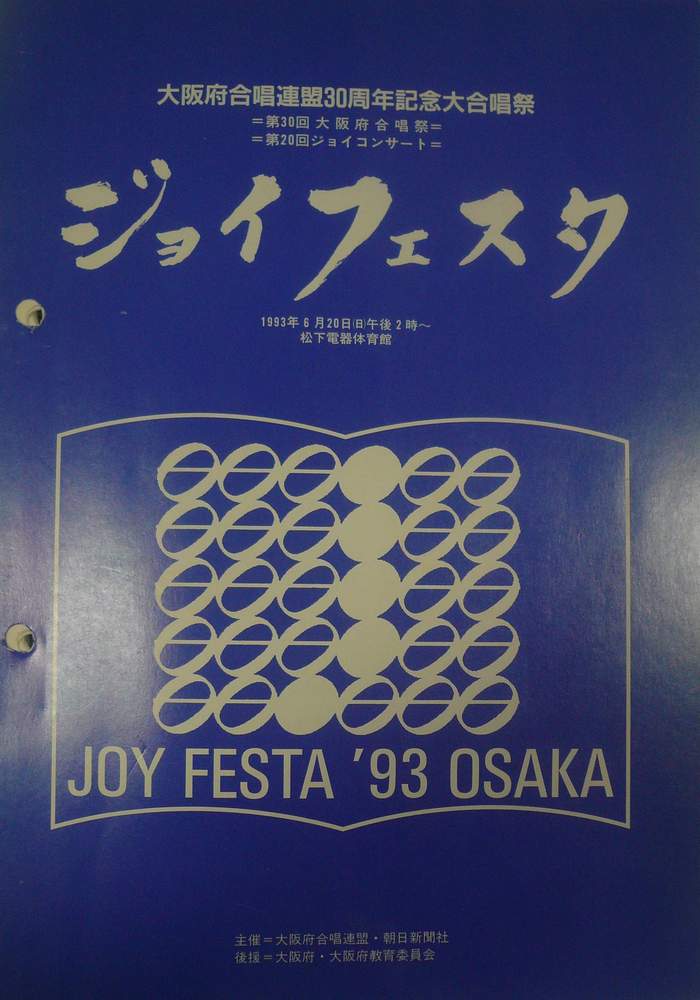 大阪府合唱連盟30周年記念大合唱祭
=第30回大阪府合唱祭=
=第20回ジョイコンサート=
ジョイフェスタ
1993年6月20日(日)午後2時〜
松下電器体育館
JOY FESTA '93 OSAKA
主催=大阪府合唱連盟・朝日新聞社
後援=大阪府・大阪府教育委員会